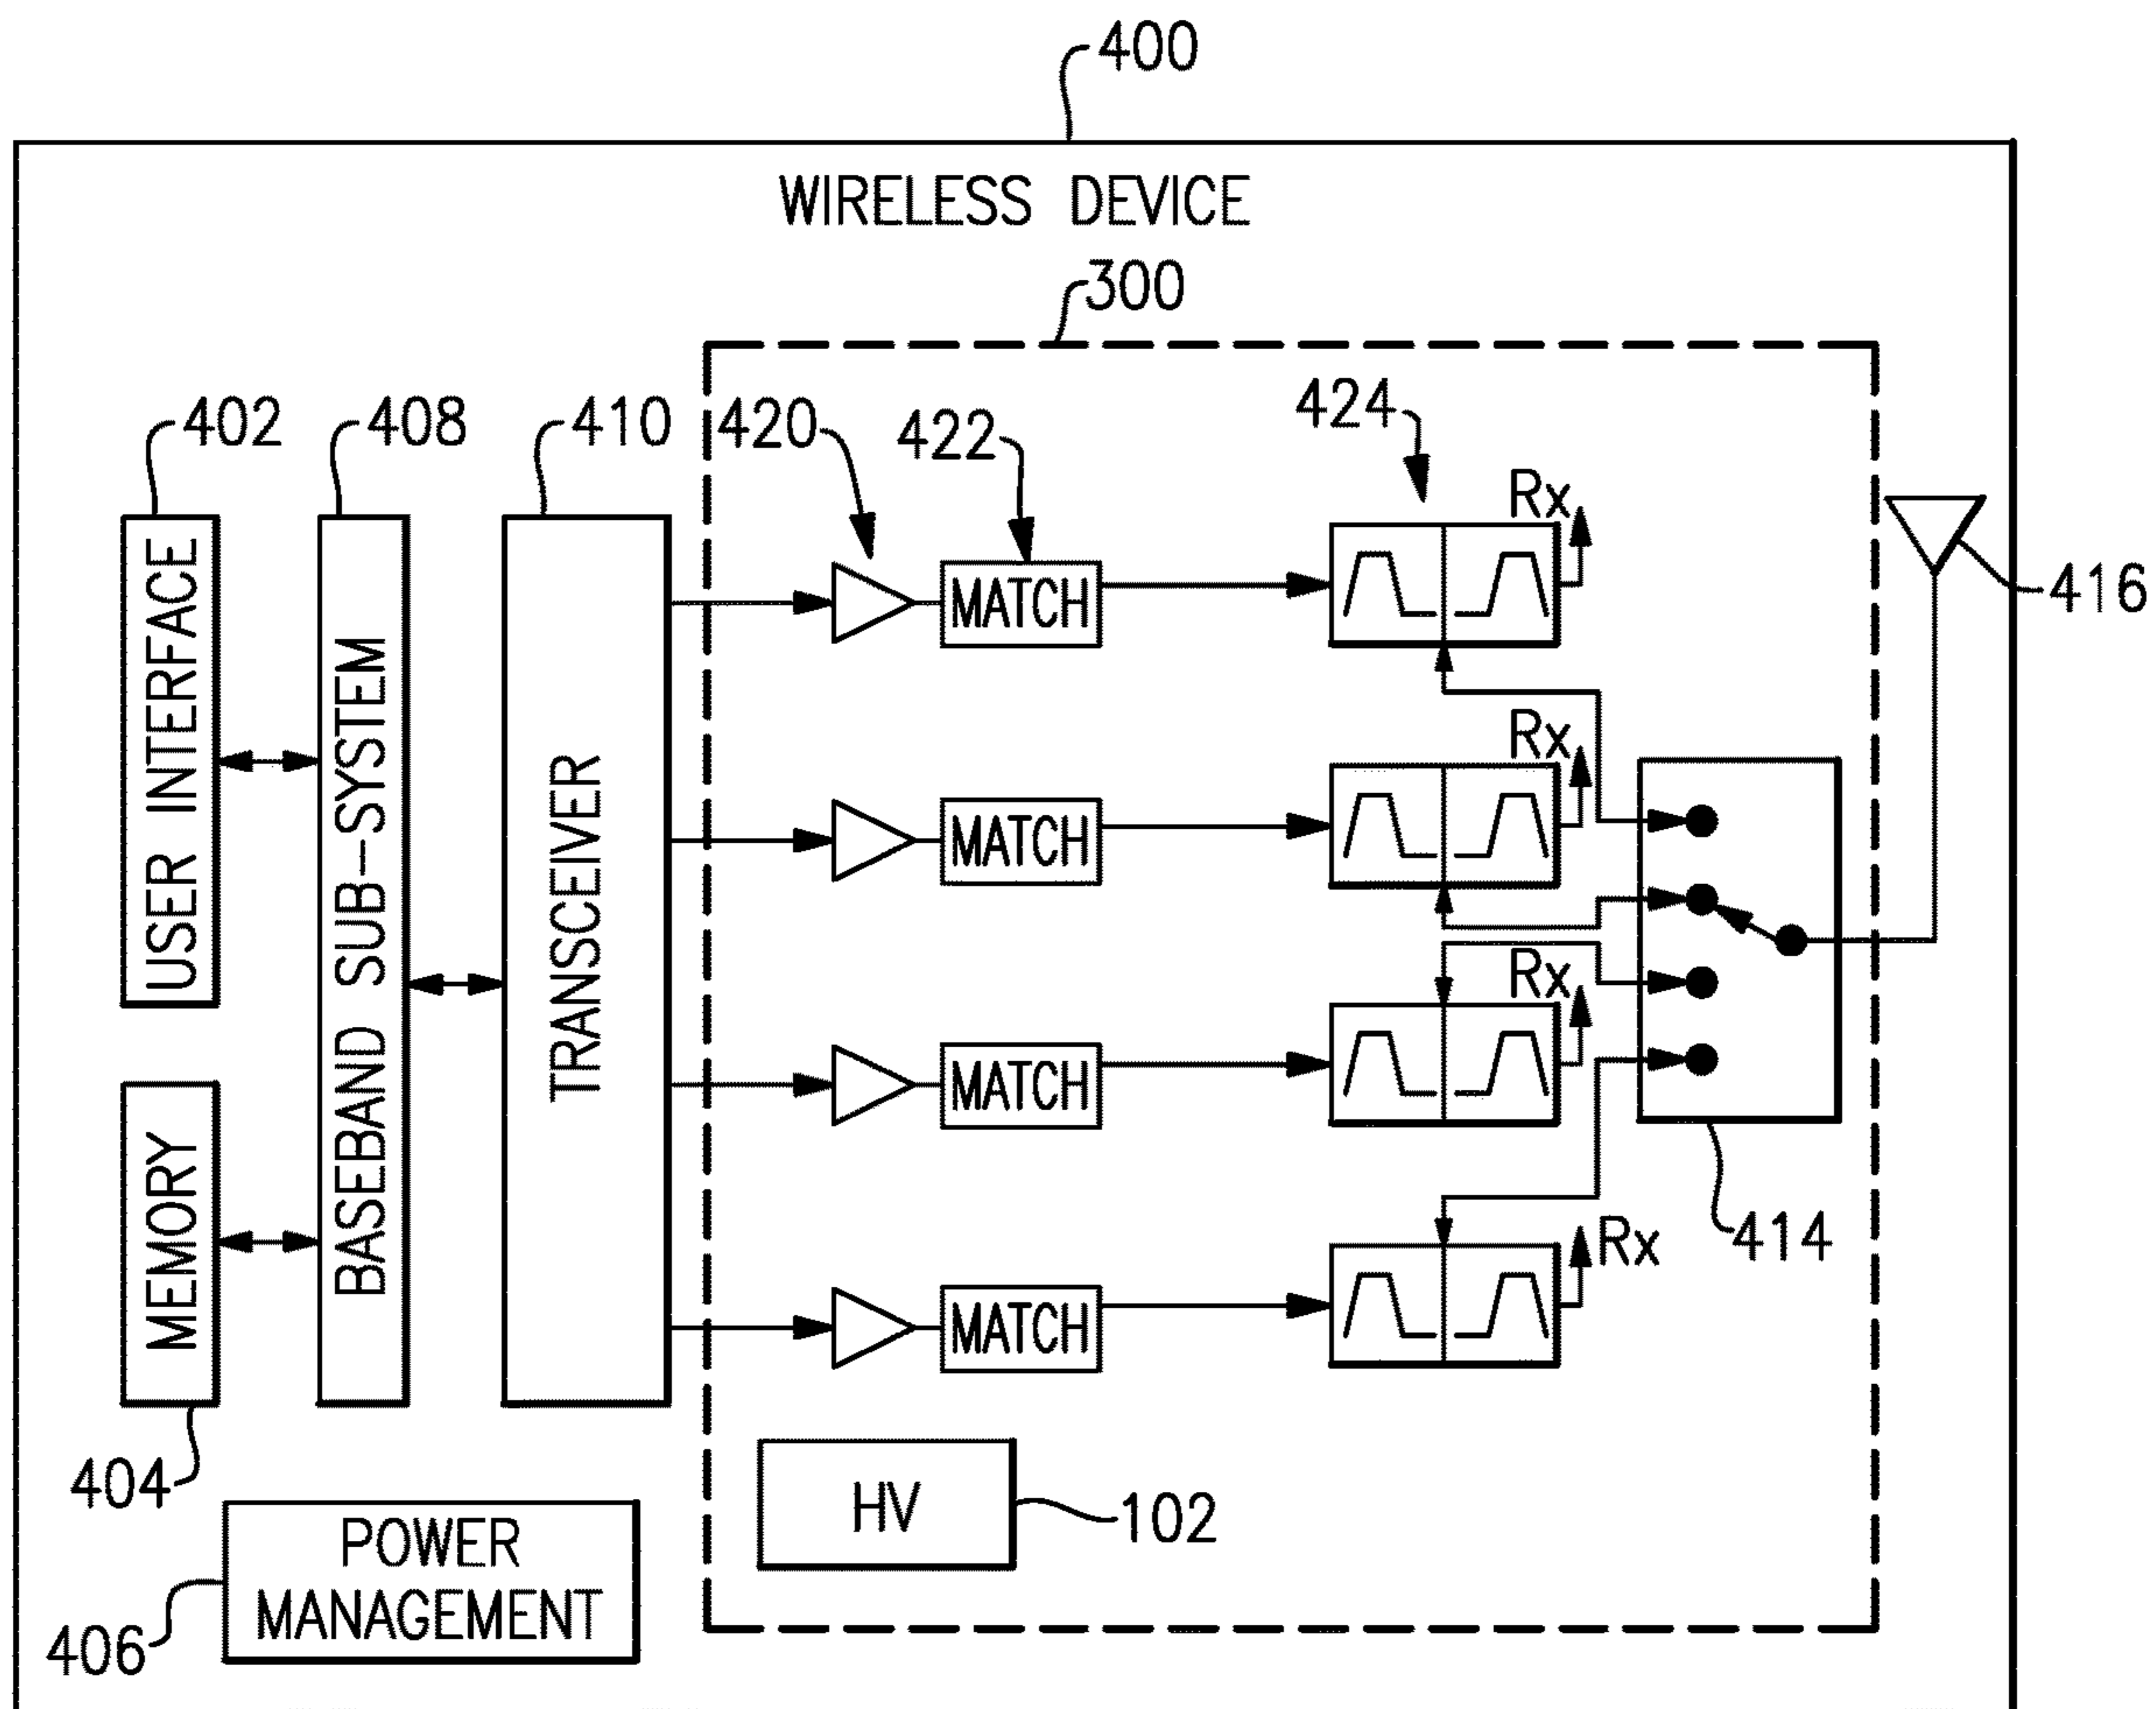 400
WIRELESS DEVICE
300
402
408
410
420
422
424
Rx
416
MATCH
USER INTERFACE
BASEBAND SUB-SYSTEM
TRANSCEIVER
Rx
MATCH
Rx
MATCH
MEMORY
Rx
414
MATCH
404
HV
102
POWER
MANAGEMENT
406